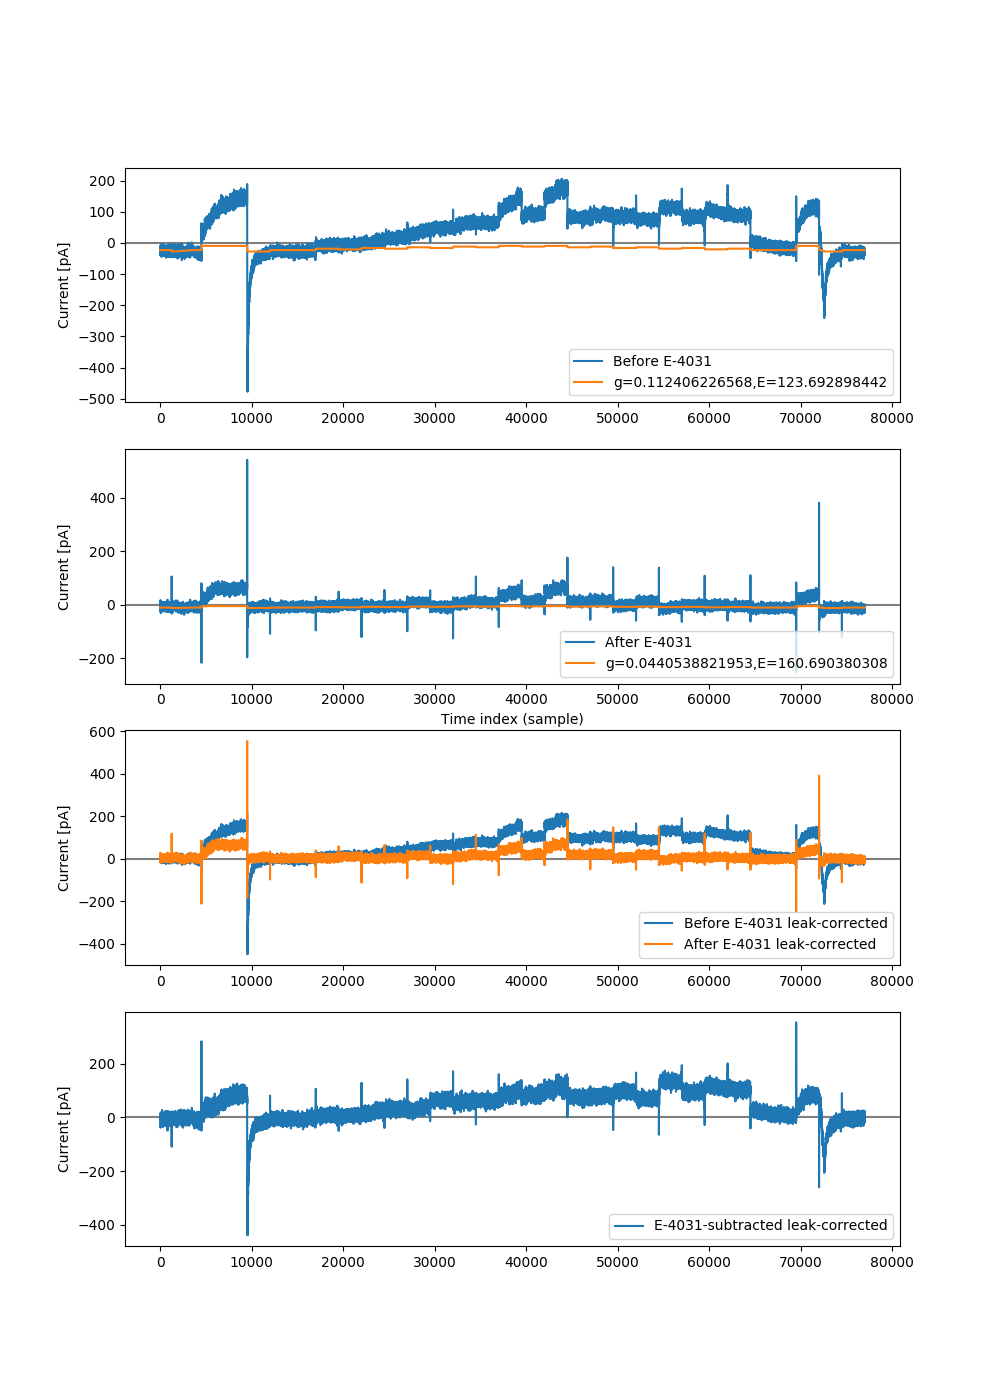 200
100
0
−100
−200
−300
−400
−500
Current [pA]
Before E-4031
g=0.112406226568,E=123.692898442
0 10000 20000 30000 40000 50000 60000 70000 80000
400
200
0
−200
Current [pA]
After E-4031
g=0.0440538821953,E=160.690380308
0 10000 20000 30000 40000 50000 60000 70000 80000
Time index (sample)
600
400
200
0
−200
−400
Current [pA]
Before E-4031 leak-corrected
After E-4031 leak-corrected
0 10000 20000 30000 40000 50000 60000 70000 80000
200
0
−200
−400
Current [pA]
E-4031-subtracted leak-corrected
0 10000 20000 30000 40000 50000 60000 70000 80000